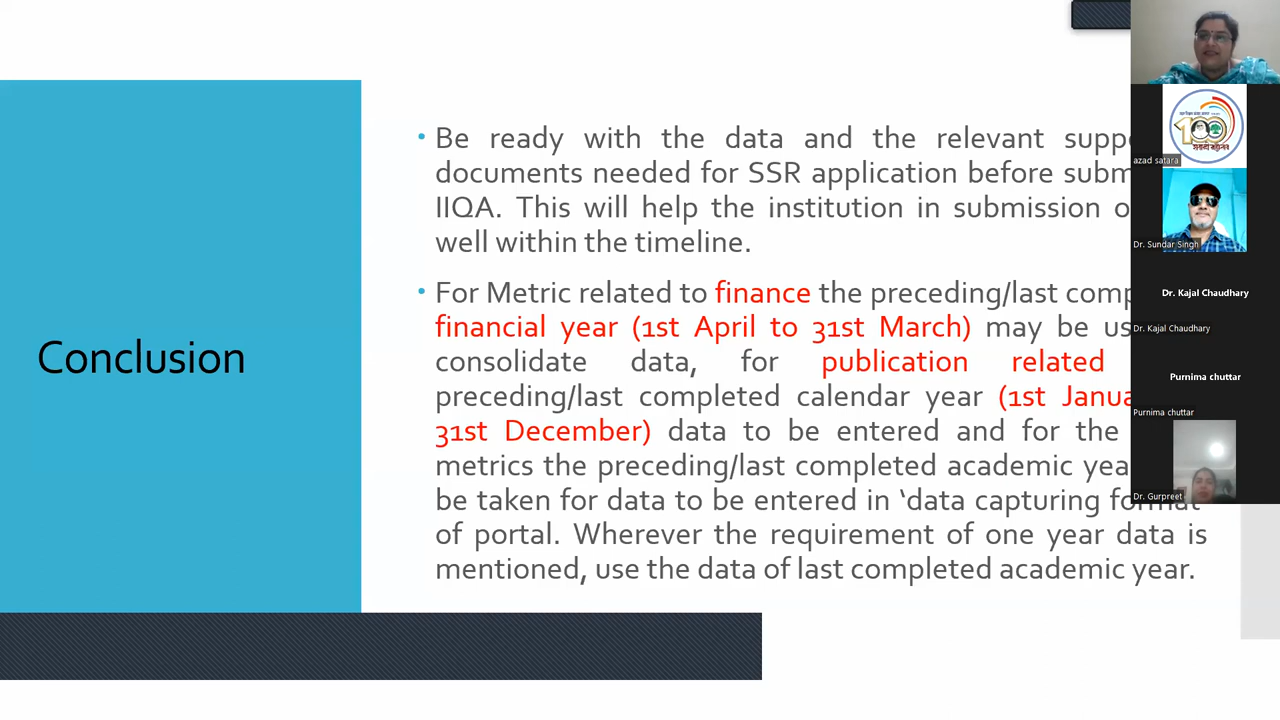 Conclusion
• Be ready with the data and the relevant
documents needed for SSR application before
IIQA. This will help the institution in submission
well within the timeline.
• For Metric related to finance the preceding/last
financial year (1st April to 31st March) may be
consolidate data, for publication related
preceding/last completed calendar year (1st
31st December) data to be entered and for the
metrics the preceding/last completed academic
be taken for data to be entered in ‘data capturing format’
of portal. Wherever the requirement of one year data is
mentioned, use the data of last completed academic year.
100
azad satara
Dr. Sundar Singh
Dr. Kajal Chaudhary
Dr. Kajal Chaudhary
Purnima chuttar
Purnima chuttar
Dr. Gurpreet